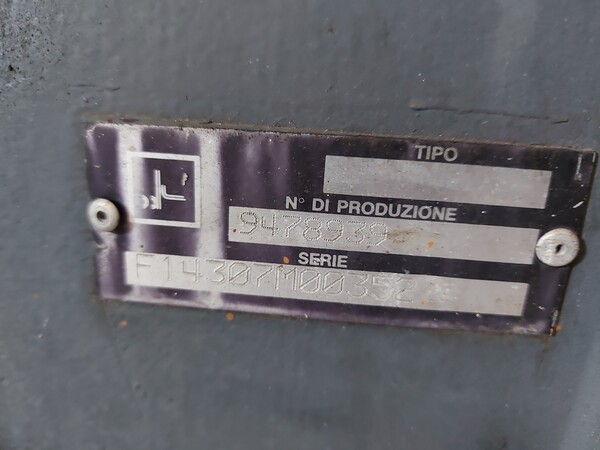 TIPO
N° DI PRODUZIONE
9478939
SERIE
F14307M00352